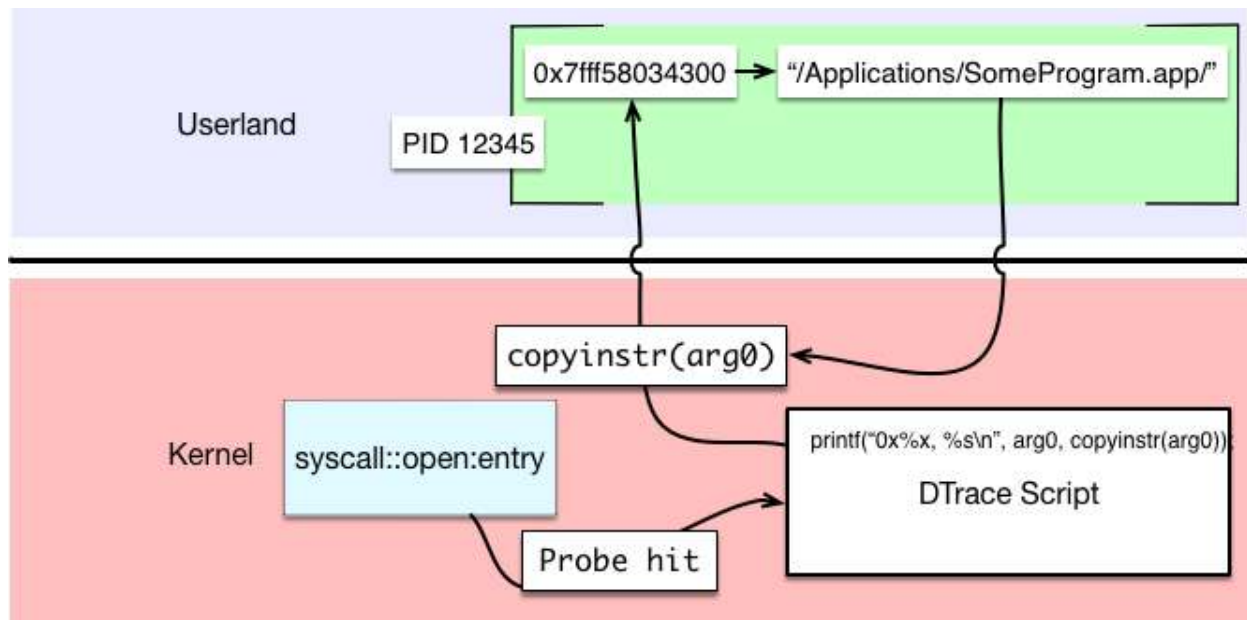 0x7fff58034300
“/Applications/SomeProgram.app/”
Userland
PID 12345
copyinstr(arg0)
Kernel
syscall::open:entry
printf(“0x%x, %s\n”, arg0, copyinstr(arg0));
DTrace Script
Probe hit